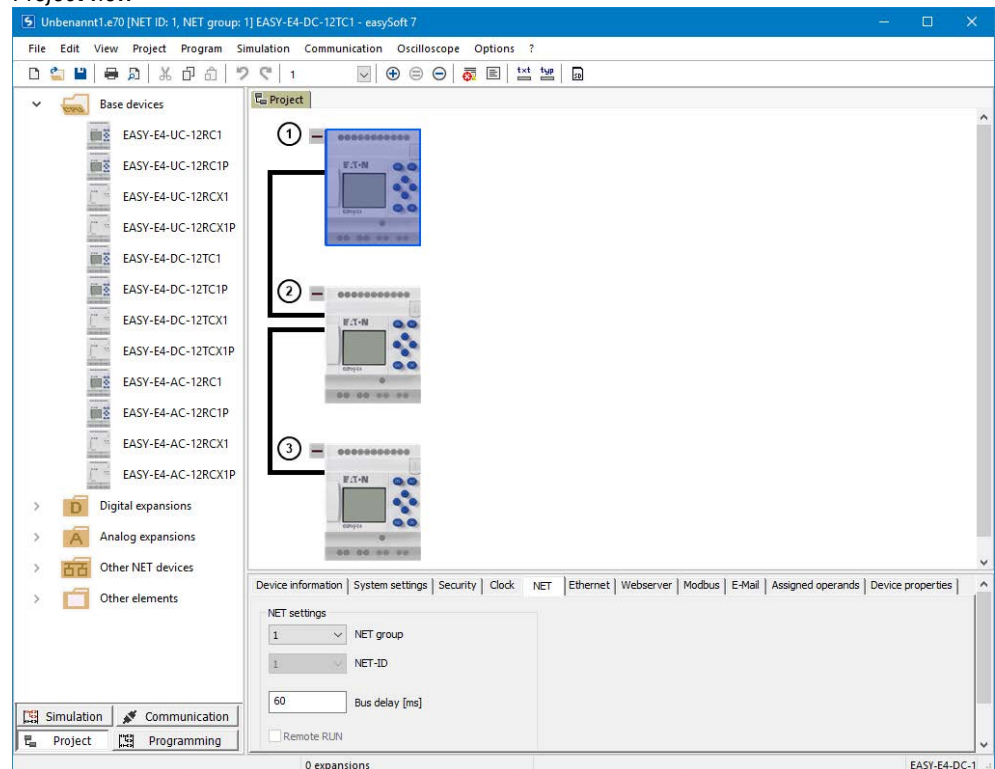 Unbenannt1.e70 [NET ID: 1, NET group: 1] EASY-E4-DC-12TC1 - easySoft 7
File Edit View Project Program Simulation Communication Oscilloscope Options ?
1 txt typ
Base devices
EASY-E4-UC-12RC1
EASY-E4-UC-12RC1P
EASY-E4-UC-12RCX1
EASY-E4-UC-12RCX1P
EASY-E4-DC-12TC1
EASY-E4-DC-12TC1P
EASY-E4-DC-12TCX1
EASY-E4-DC-12TCX1P
EASY-E4-AC-12RC1
EASY-E4-AC-12RC1P
EASY-E4-AC-12RCX1
EASY-E4-AC-12RCX1P
D Digital expansions
A Analog expansions
Other NET devices
Other elements
Simulation Communication
Project Programming
Project
1
E·T·N
2
E·T·N
3
E·T·N
Device information System settings Security Clock NET Ethernet Webserver Modbus E-Mail Assigned operands Device properties
NET settings
1 NET group
1 NET-ID
60 Bus delay [ms]
Remote RUN
0 expansions EASY-E4-DC-1